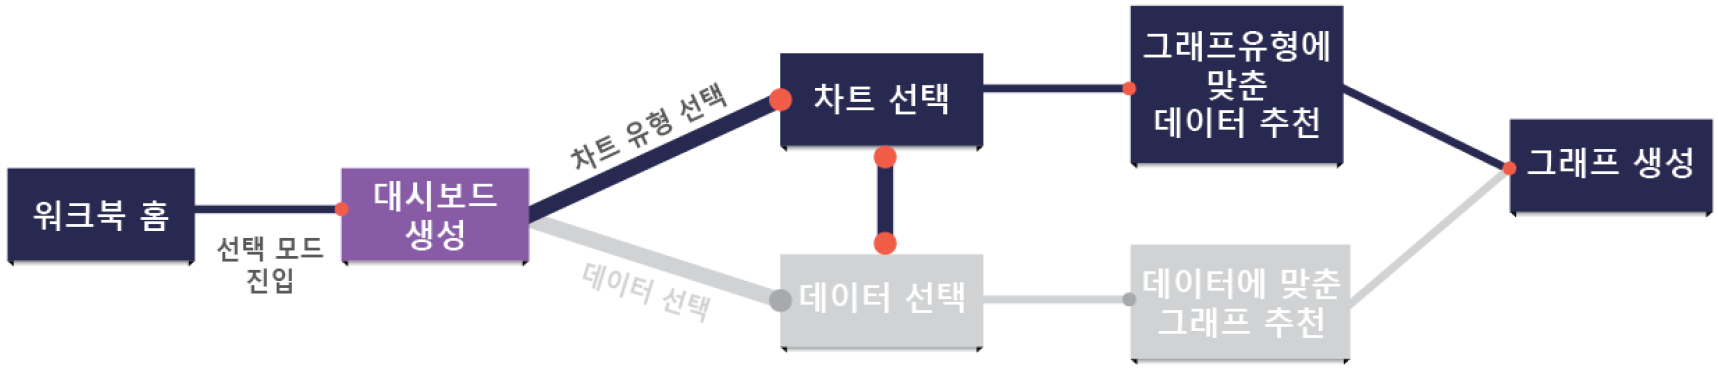 워크북 홈
선택 모드
진입
대시보드
생성
차트 유형 선택
데이터 선택
차트 선택
데이터 선택
그래프유형에
맞춘
데이터 추천
데이터에 맞춘
그래프 추천
그래프 생성